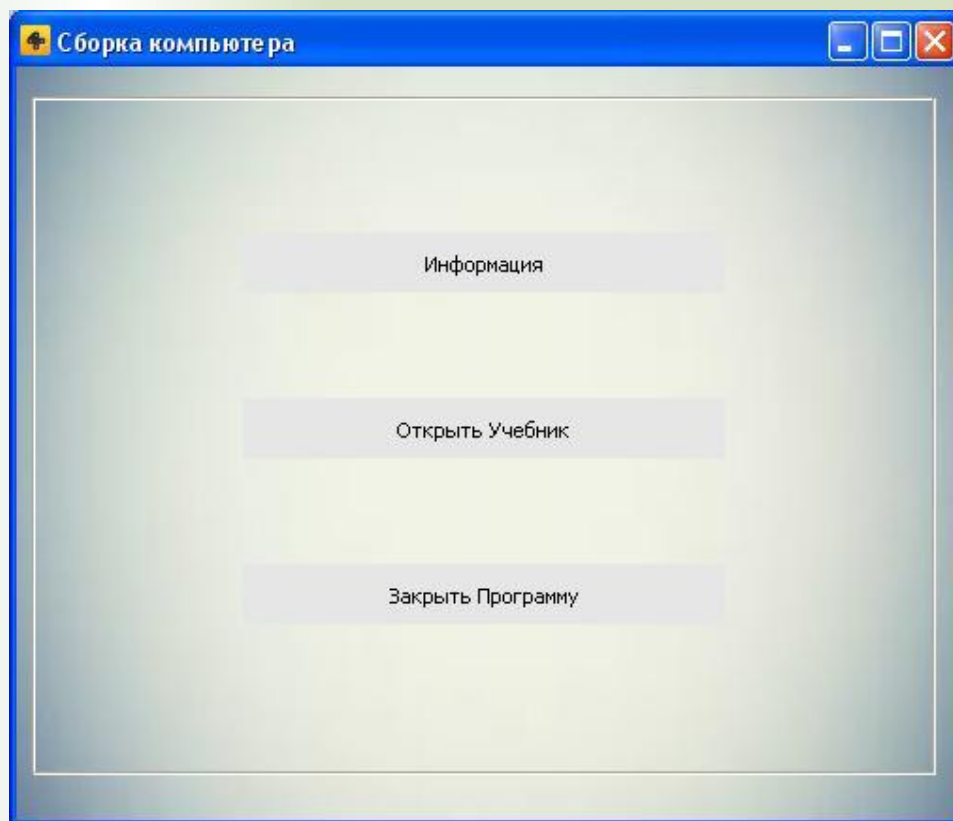 Сборка компьютера
Информация
Открыть Учебник
Закрыть Программу